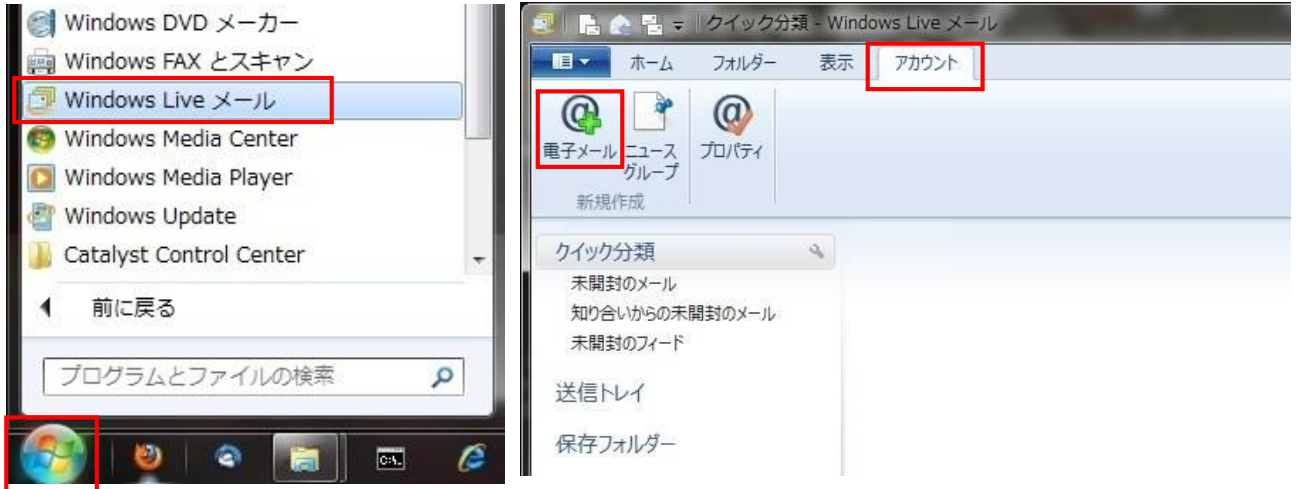 Windows DVD メーカー
Windows FAX とスキャン
Windows Live メール
Windows Media Center
Windows Media Player
Windows Update
Catalyst Control Center
前に戻る
プログラムとファイルの検索
C:\.
クイック分類 - Windows Live メール
ホーム フォルダー 表示 アカウント
電子メール ニュース プロパティ
グループ
新規作成
クイック分類
未開封のメール
知り合いからの未開封のメール
未開封のフィード
送信トレイ
保存フォルダー